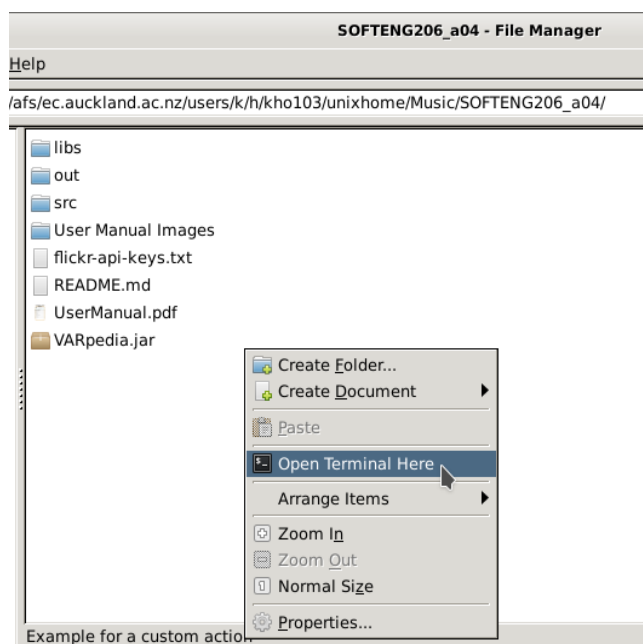 SOFTENG206_a04 - File Manager
Help
/afs/ec.auckland.ac.nz/users/k/h/kho103/unixhome/Music/SOFTENG206_a04/
libs
out
src
User Manual Images
flickr-api-keys.txt
README.md
UserManual.pdf
VARpedia.jar
Create Folder...
Create Document
Paste
Open Terminal Here
Arrange Items
Zoom In
Zoom Out
Normal Size
Properties...
Example for a custom action